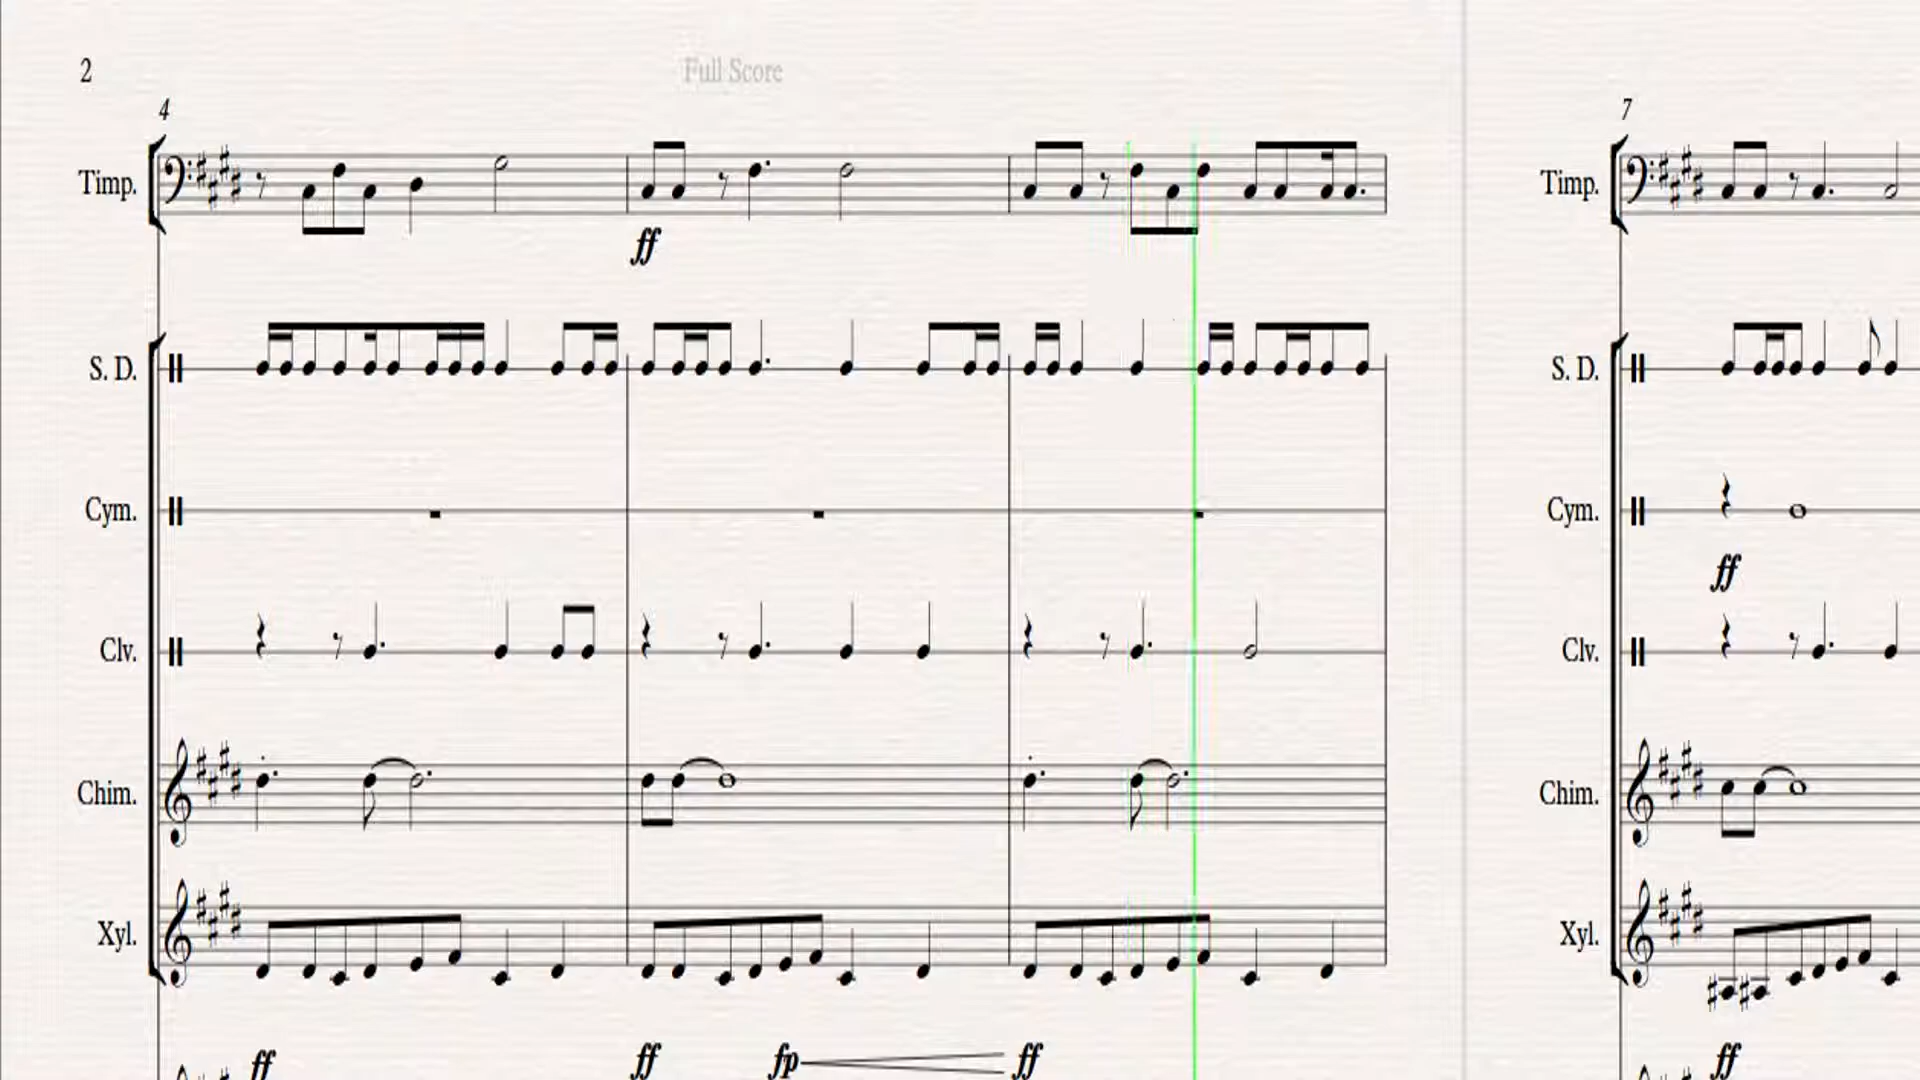 2
Full Score
4
7
Timp.
Timp.
ff
S. D.
S. D.
Cym.
Cym.
ff
Clv.
Clv.
Chim.
Chim.
Xyl.
Xyl.
ff
ff
fp
ff
ff